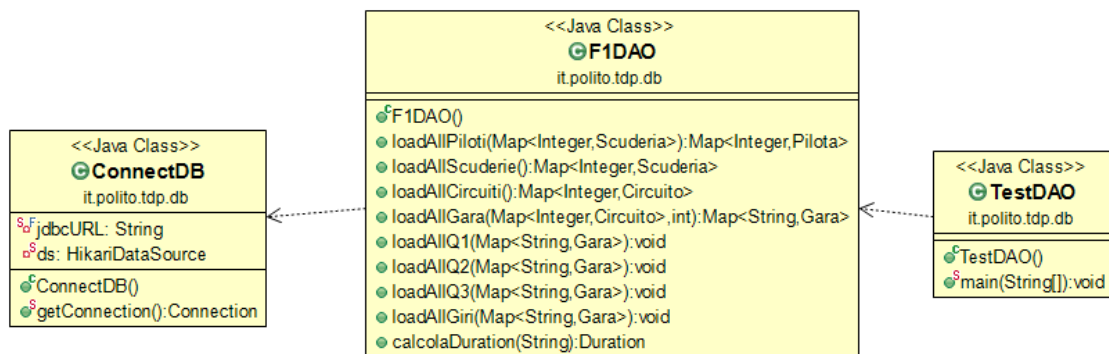 <<Java Class>>
ConnectDB
it.polito.tdp.db
jdbcURL: String
ds: HikariDataSource
ConnectDB()
getConnection():Connection
<<Java Class>>
F1DAO
it.polito.tdp.db
F1DAO()
loadAllPiloti(Map<Integer,Scuderia>):Map<Integer,Pilota>
loadAllScuderie():Map<Integer,Scuderia>
loadAllCircuiti():Map<Integer,Circuito>
loadAllGara(Map<Integer,Circuito>,int):Map<String,Gara>
loadAllQ1(Map<String,Gara>):void
loadAllQ2(Map<String,Gara>):void
loadAllQ3(Map<String,Gara>):void
loadAllGiri(Map<String,Gara>):void
calcolaDuration(String):Duration
<<Java Class>>
TestDAO
it.polito.tdp.db
TestDAO()
main(String[]):void